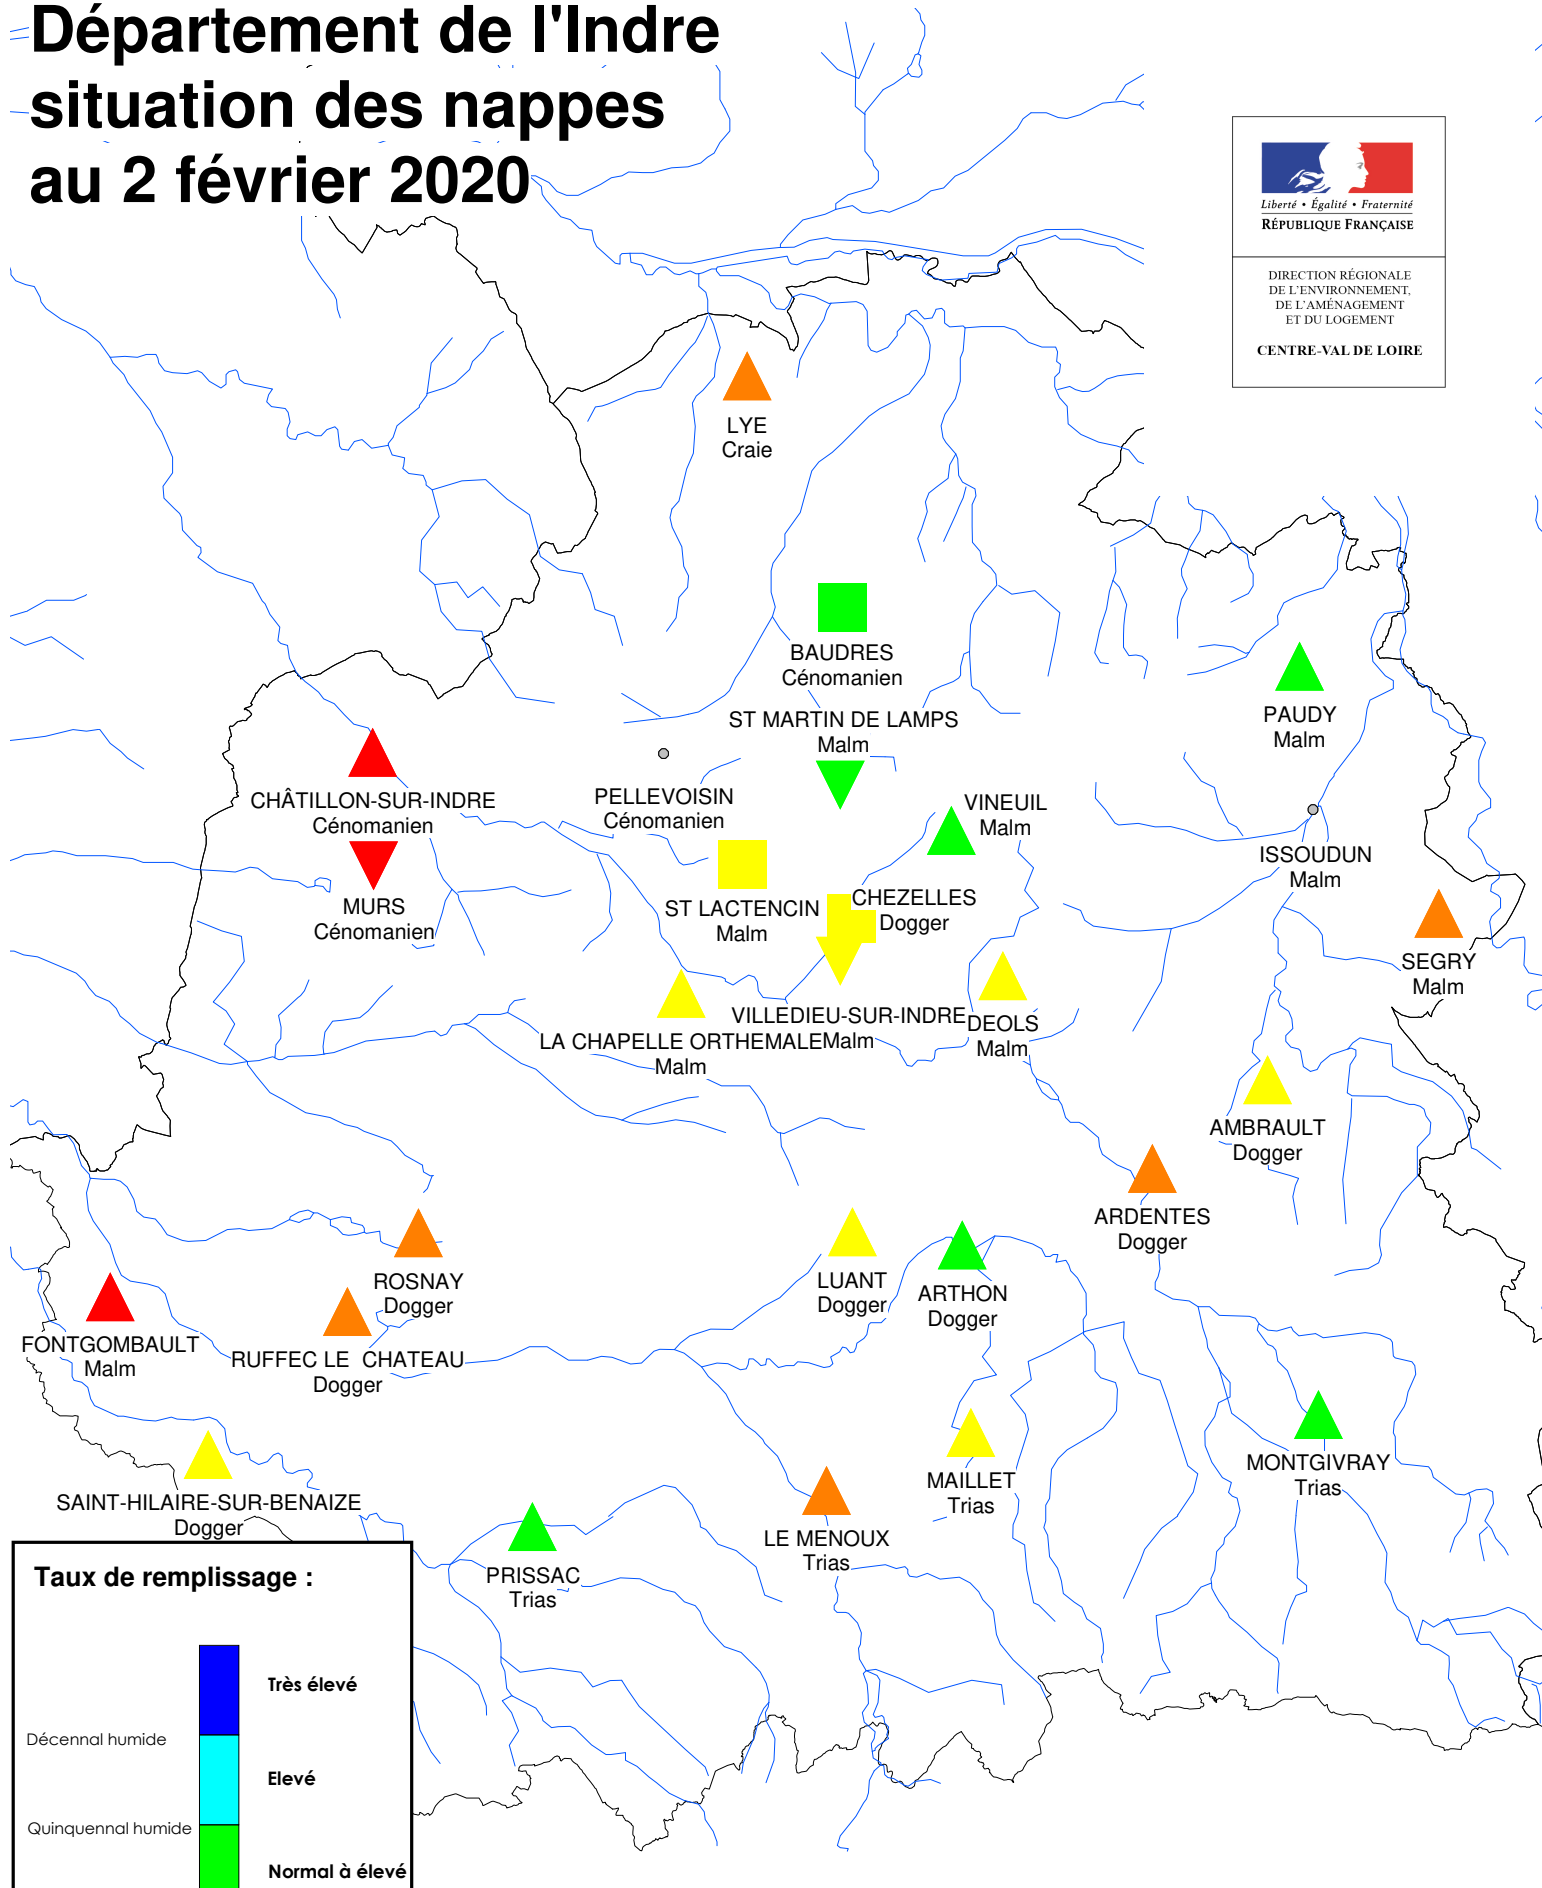 Département de l'Indre
situation des nappes
au 2 février 2020
Liberté • Égalité • Fraternité
RÉPUBLIQUE FRANÇAISE
DIRECTION RÉGIONALE
DE L'ENVIRONNEMENT,
DE L'AMÉNAGEMENT
ET DU LOGEMENT
CENTRE-VAL DE LOIRE
LYE
Craie
BAUDRES
Cénomanien
ST MARTIN DE LAMPS
Malm
PAUDY
Malm
CHÂTILLON-SUR-INDRE
Cénomanien
PELLEVOISIN
Cénomanien
VINEUIL
Malm
ISSOUDUN
Malm
MURS
Cénomanien
ST LACTENCIN
Malm
CHEZELLES
Dogger
SEGRY
Malm
VILLEDIEU-SUR-INDRE
Malm
DEOLS
Malm
LA CHAPELLE ORTHEMALE
Malm
AMBRAULT
Dogger
ARDENTES
Dogger
ROSNAY
Dogger
LUANT
Dogger
ARTHON
Dogger
FONTGOMBAULT
Malm
RUFFEC LE CHATEAU
Dogger
MAILLET
Trias
MONTGIVRAY
Trias
SAINT-HILAIRE-SUR-BENAIZE
Dogger
LE MENOUX
Trias
PRISSAC
Trias
Taux de remplissage :
Très élevé
Décennal humide
Elevé
Quinquennal humide
Normal à élevé